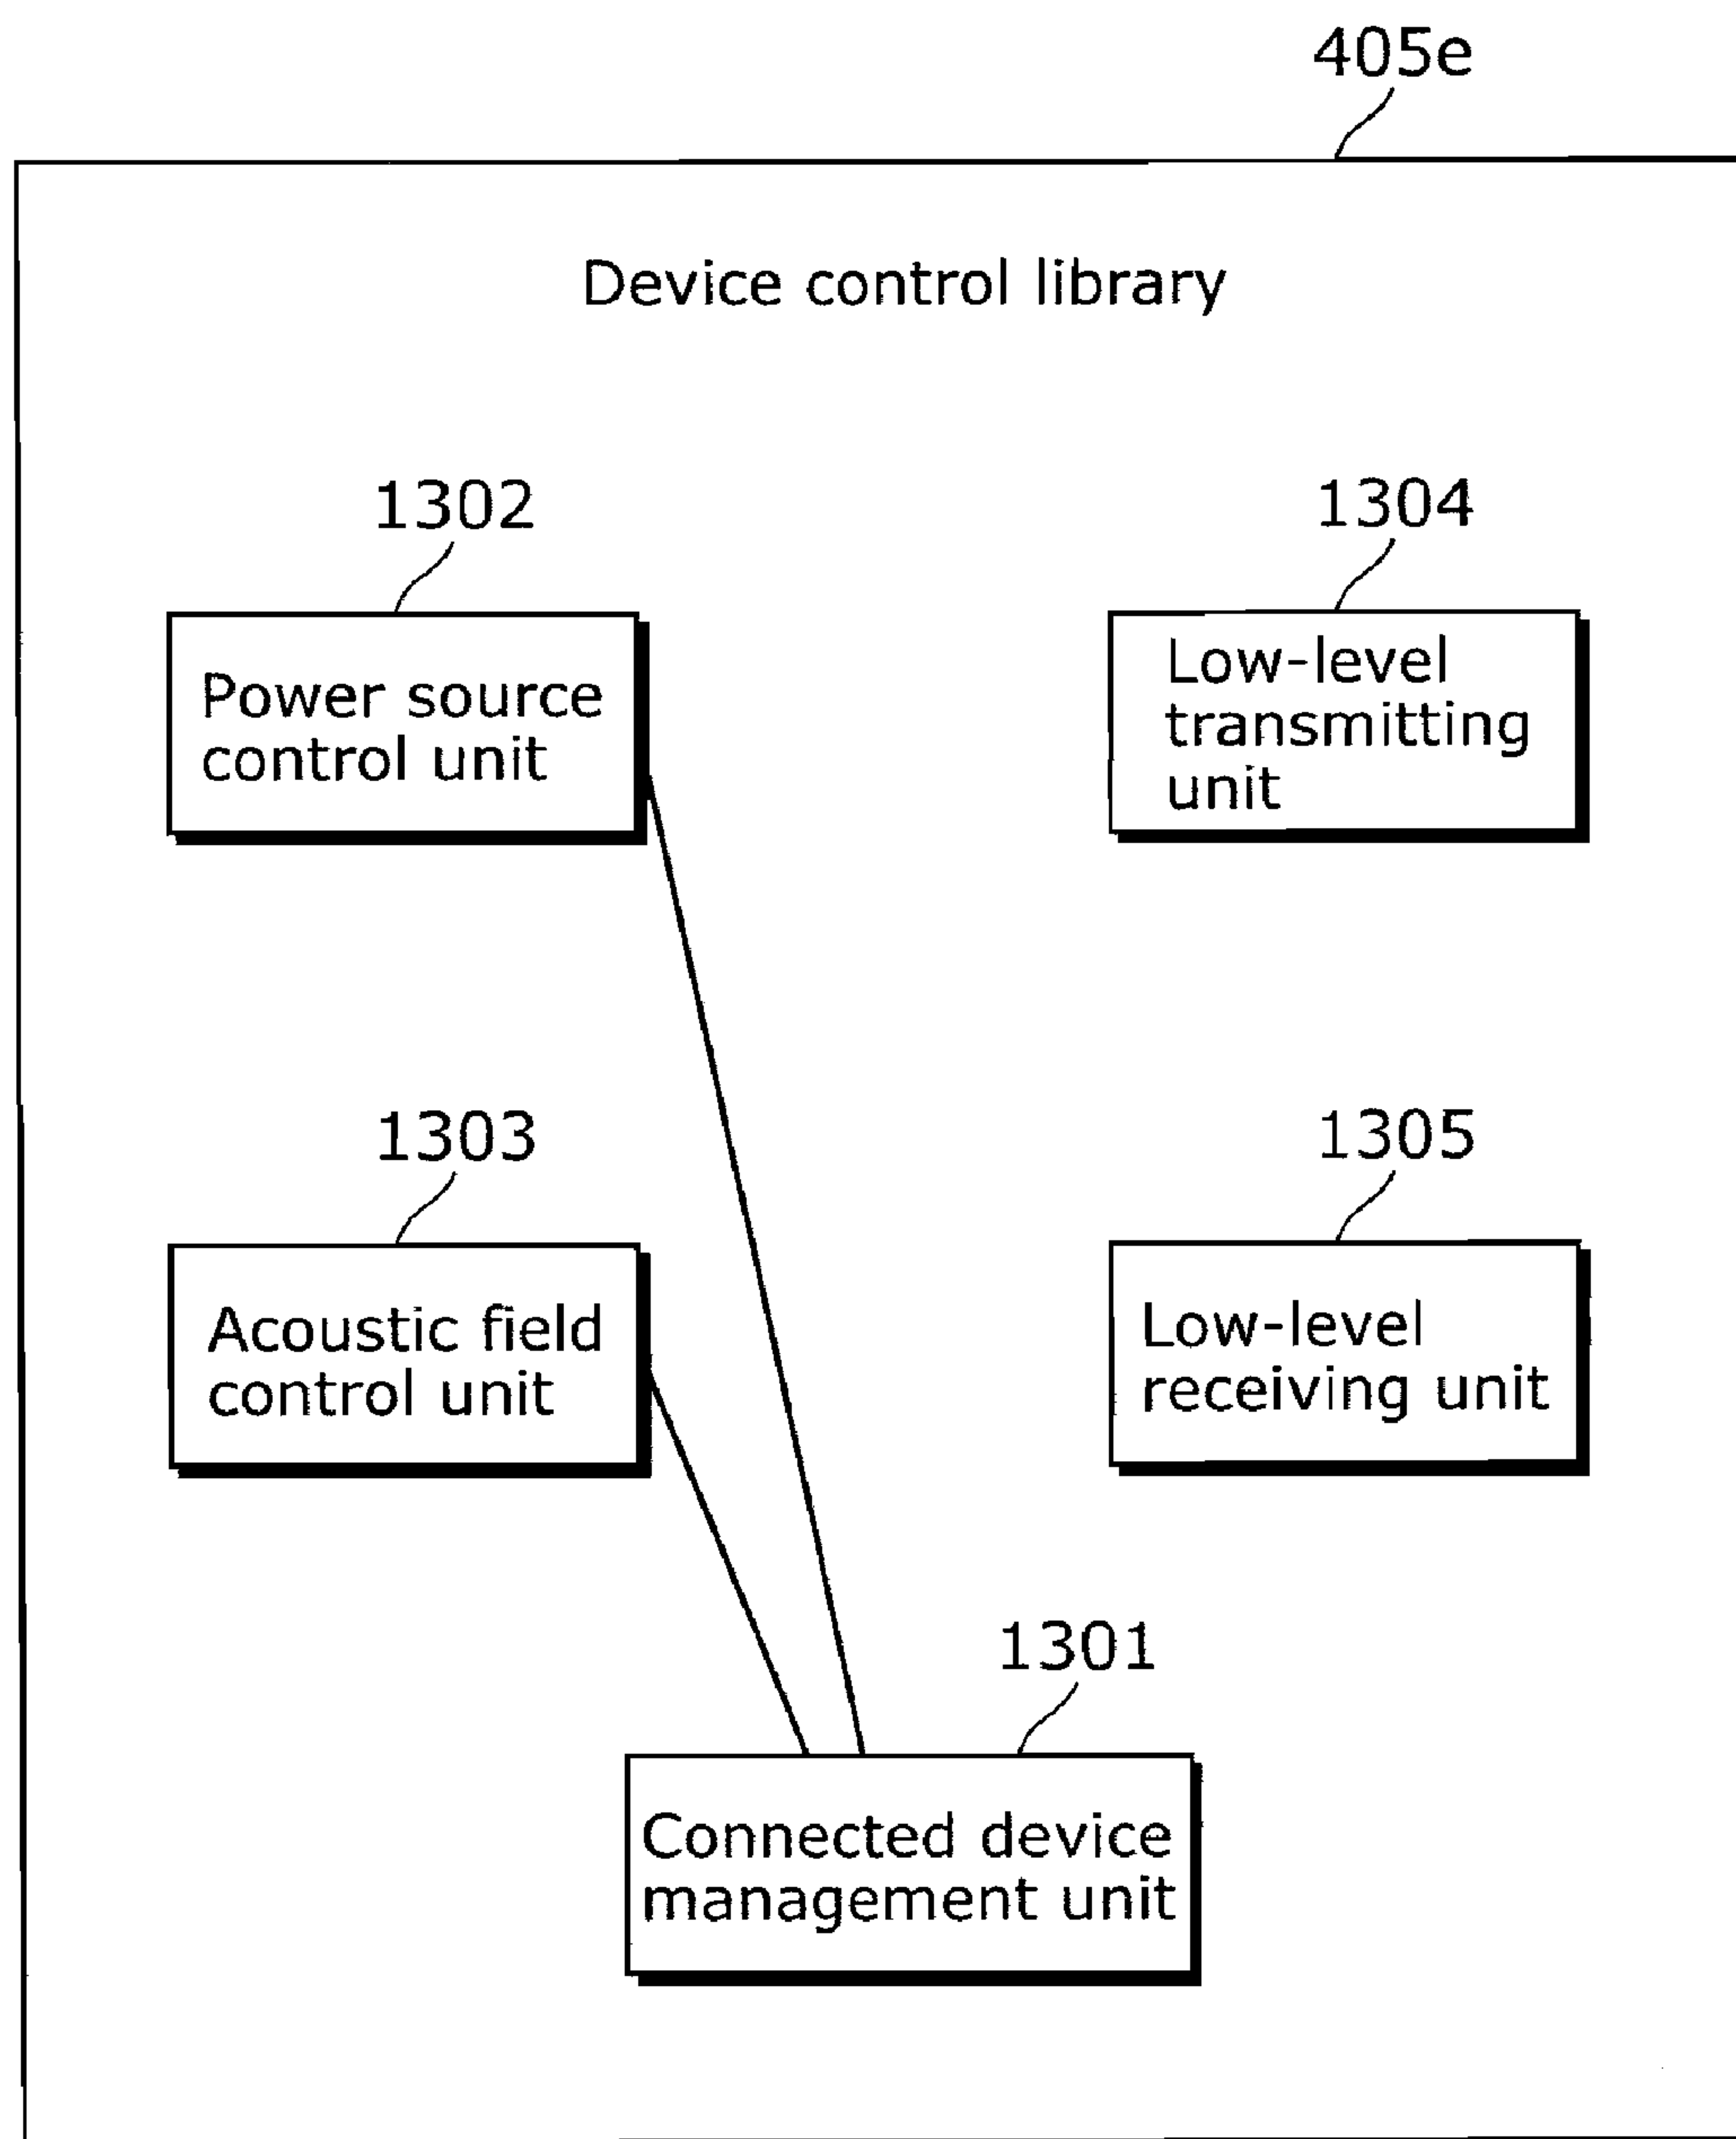 405e
Device control library
1302
Power source
control unit
1304
Low-level
transmitting
unit
1303
Acoustic field
control unit
1305
Low-level
receiving unit
1301
Connected device
management unit